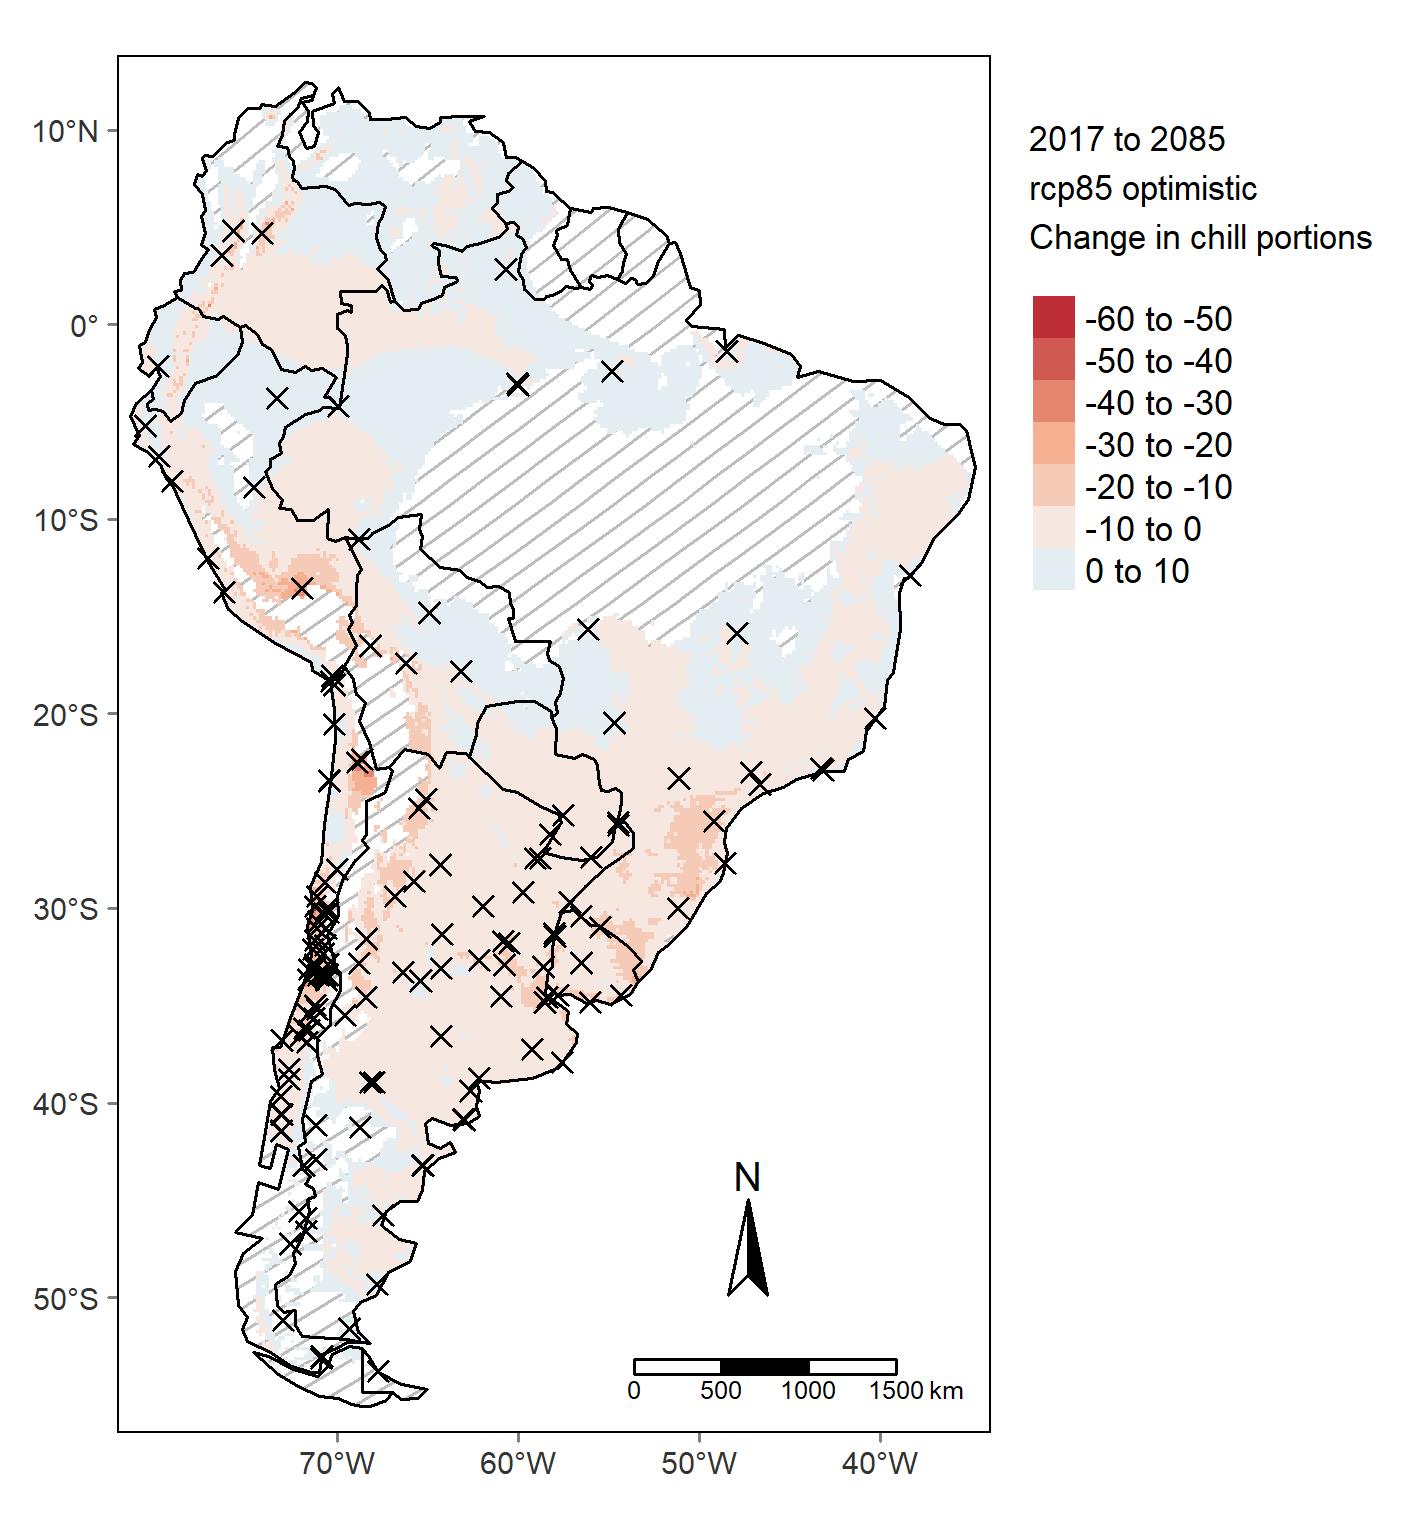 10°N
0°
10°S
20°S
30°S
40°S
50°S
70°W 60°W 50°W 40°W
N
0 500 1000 1500 km
2017 to 2085
rcp85 optimistic
Change in chill portions
-60 to -50
-50 to -40
-40 to -30
-30 to -20
-20 to -10
-10 to 0
0 to 10